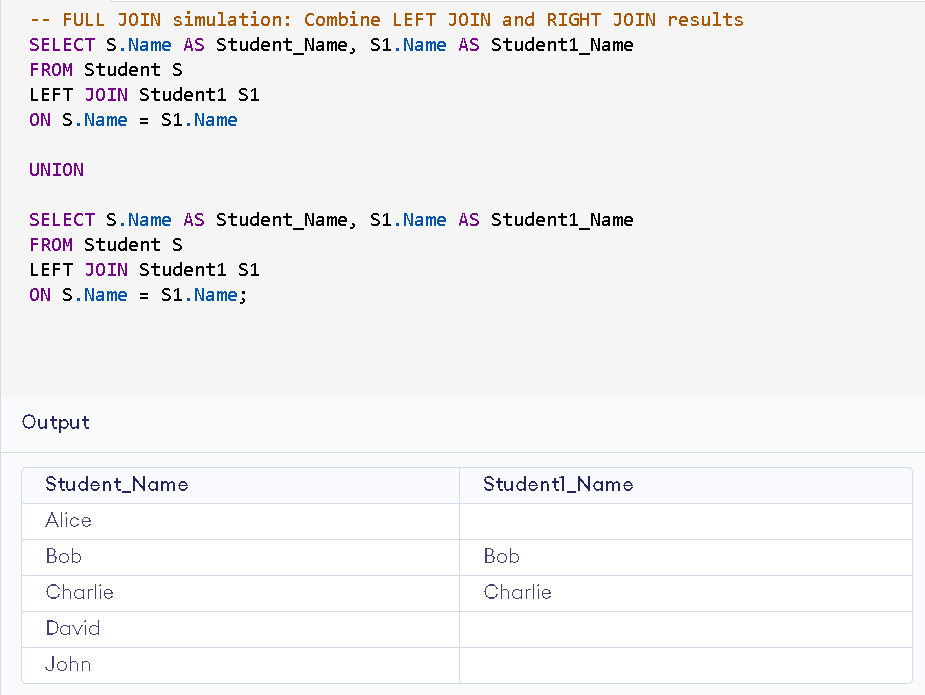 -- FULL JOIN simulation: Combine LEFT JOIN and RIGHT JOIN results
SELECT S.Name AS Student_Name, S1.Name AS Student1_Name
FROM Student S
LEFT JOIN Student1 S1
ON S.Name = S1.Name
UNION
SELECT S.Name AS Student_Name, S1.Name AS Student1_Name
FROM Student S
LEFT JOIN Student1 S1
ON S.Name = S1.Name;
Output
Student_Name Student1_Name
Alice
Bob Bob
Charlie Charlie
David
John